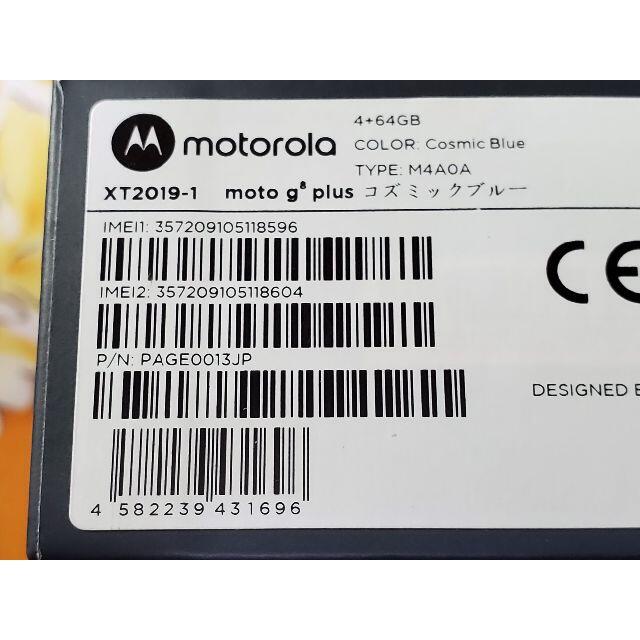 motorola
4+64GB
COLOR: Cosmic Blue
TYPE: M4A0A
XT2019-1 moto g⁸ plus コズミックブルー
IMEI1: 357209105118596
IMEI2: 357209105118604
P/N: PAGE0013JP
4 582239 431696
CE
DESIGNED